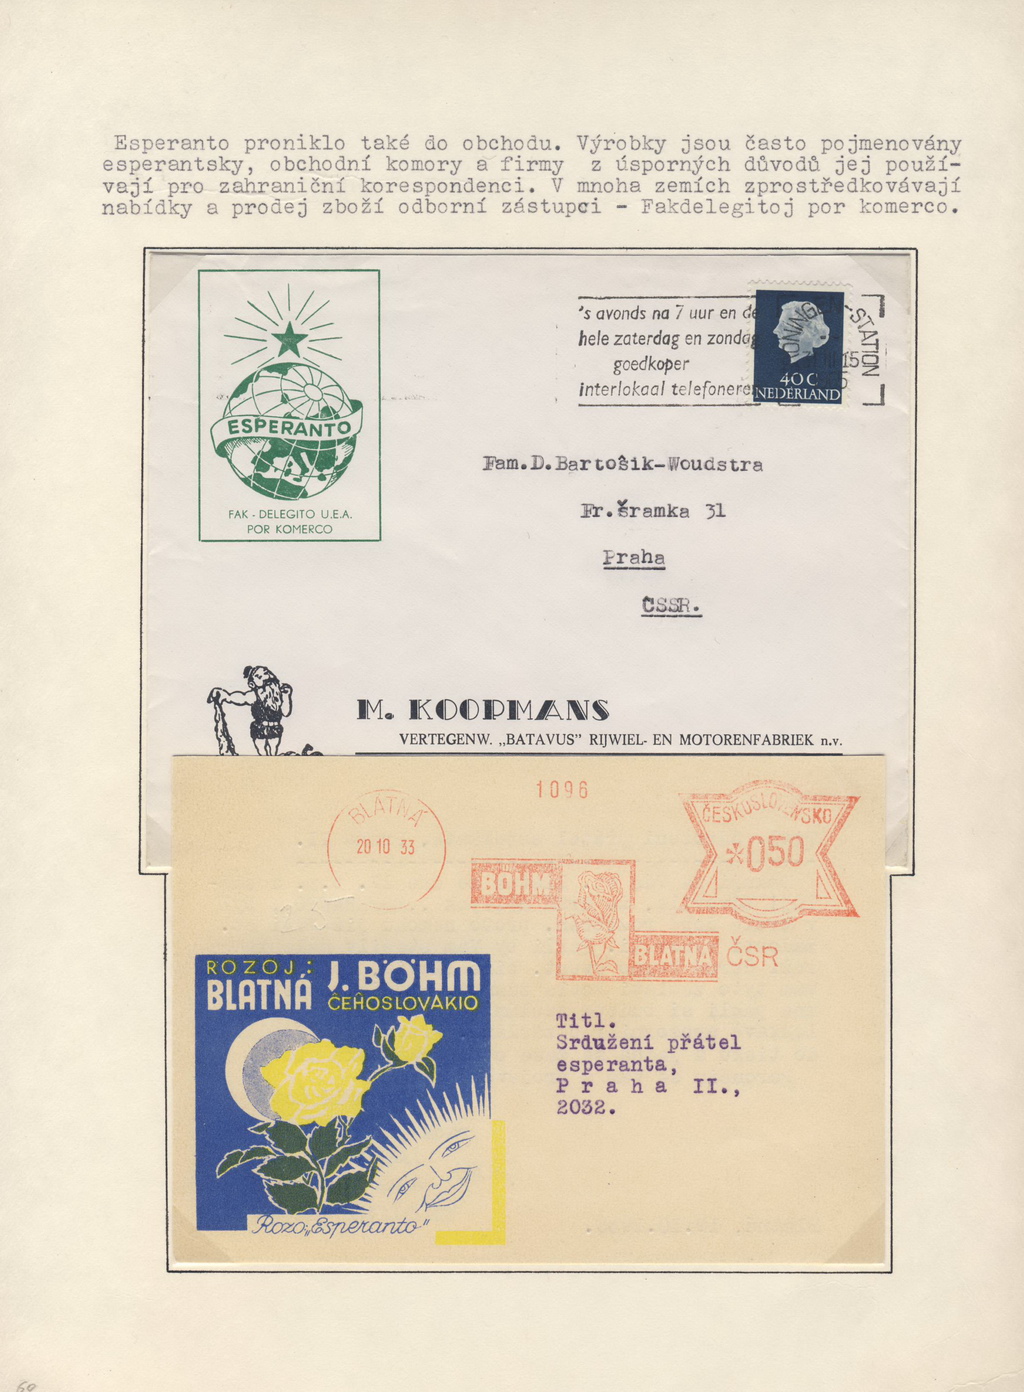 Esperanto proniklo také do obchodu. Výrobky jsou často pojmenovány
esperantsky, obchodní komory a firmy z úsporných důvodů jej použí-
vají pro zahraniční korespondenci. V mnoha zemích zprostředkovávají
nabídky a prodej zboží odborní zástupci - Fakdelegitoj por komerco.
ESPERANTO
FAK - DELEGITO U.E.A.
POR KOMERCO
's avonds na 7 uur en de
hele zaterdag en zondag
goedkoper
interlokaal telefoneren
STATION
15
40 C
NEDERLAND
Fam.D.Bartošik-Woudstra
Fr.Šramka 31
Praha
ČSSR.
M. KOOPMANS
VERTEGENW. „BATAVUS” RIJWIEL- EN MOTORENFABRIEK n.v.
1096
BLATNÁ
20 10 33
ČESKOSLOVENSKO
050
BÖHM
BLATNÁ ČSR
ROZOJ: J. BÖHM
BLATNÁ ĈEĤOSLOVAKIO
Rozo „Esperanto"
Titl.
Srdužení přátel
esperanta,
P r a h a II.,
2032.